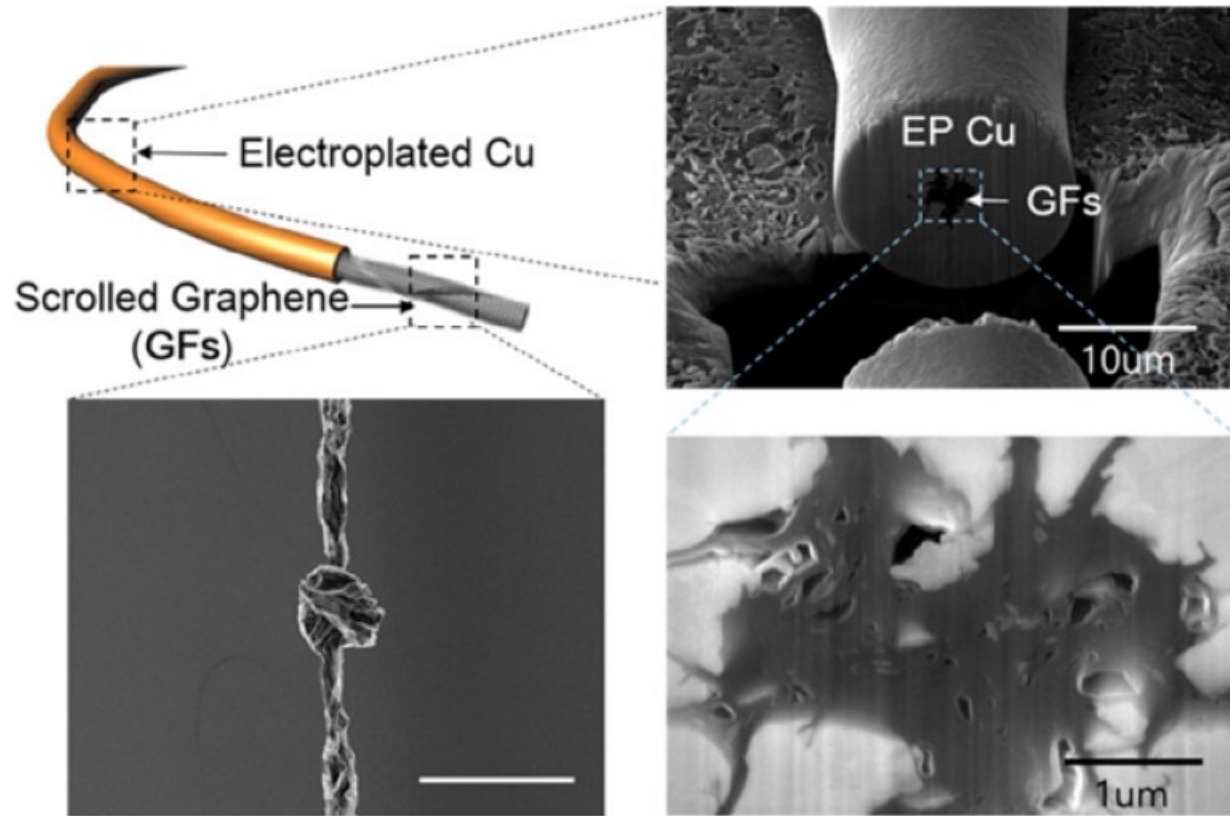 Electroplated Cu
Scrolled Graphene
(GFs)
EP Cu
GFs
10um
1um